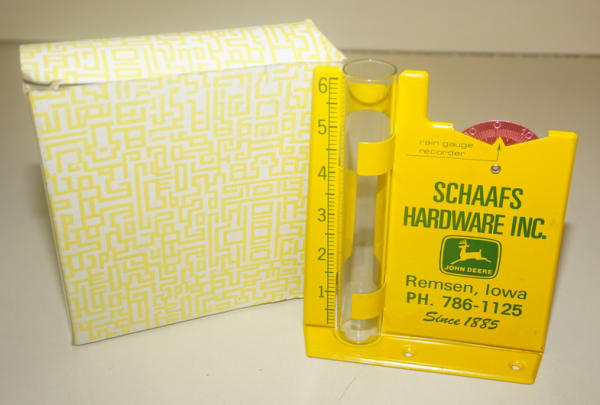 6
5
4
3
2
1
rain gauge
recorder
SCHAAFS
HARDWARE INC.
JOHN DEERE
Remsen, Iowa
PH. 786-1125
Since 1885